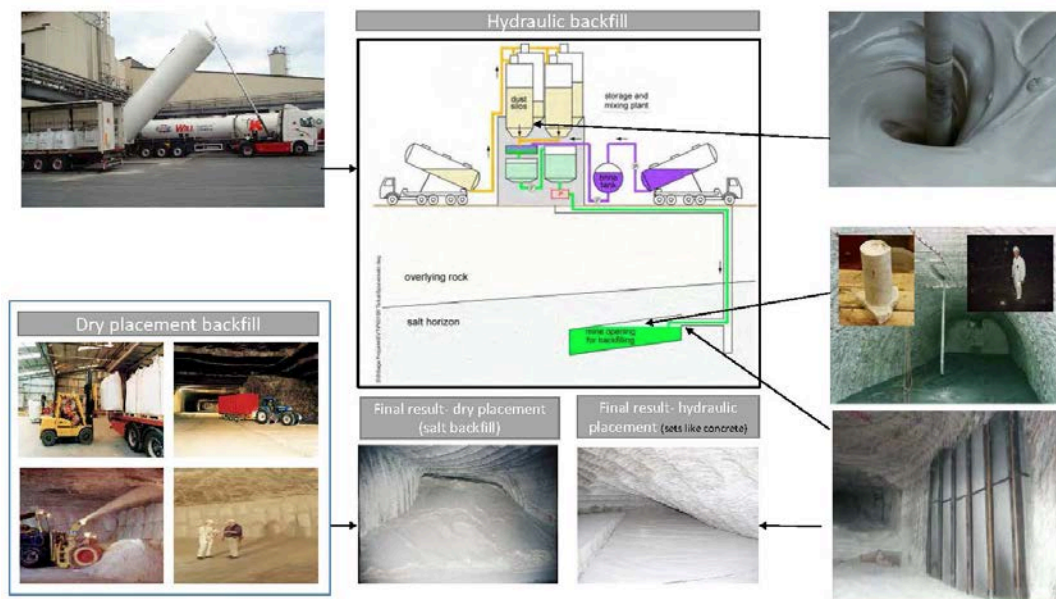 Hydraulic backfill
dust
silos
storage and
mixing plant
brine
tank
overlying rock
salt horizon
mine opening
for backfilling
Dry placement backfill
Final result- dry placement
(salt backfill)
Final result- hydraulic
placement (sets like concrete)